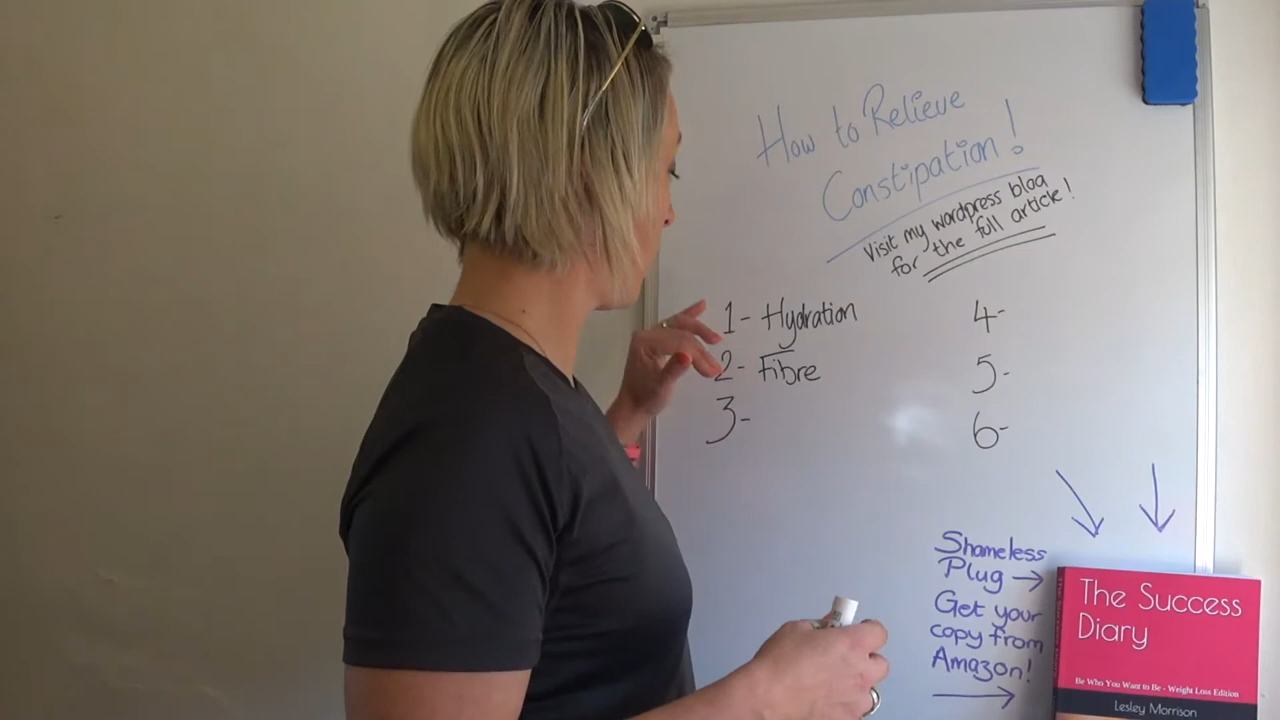 How to Relieve
Constipation!
Visit my wordpress blog
for the full article!
1- Hydration
2- Fibre
3-
4-
5-
6-
Shameless
Plug →
Get your
copy from
Amazon!
The Success
Diary
Be Who You Want to Be - Weight Loss Edition
Lesley Morrison